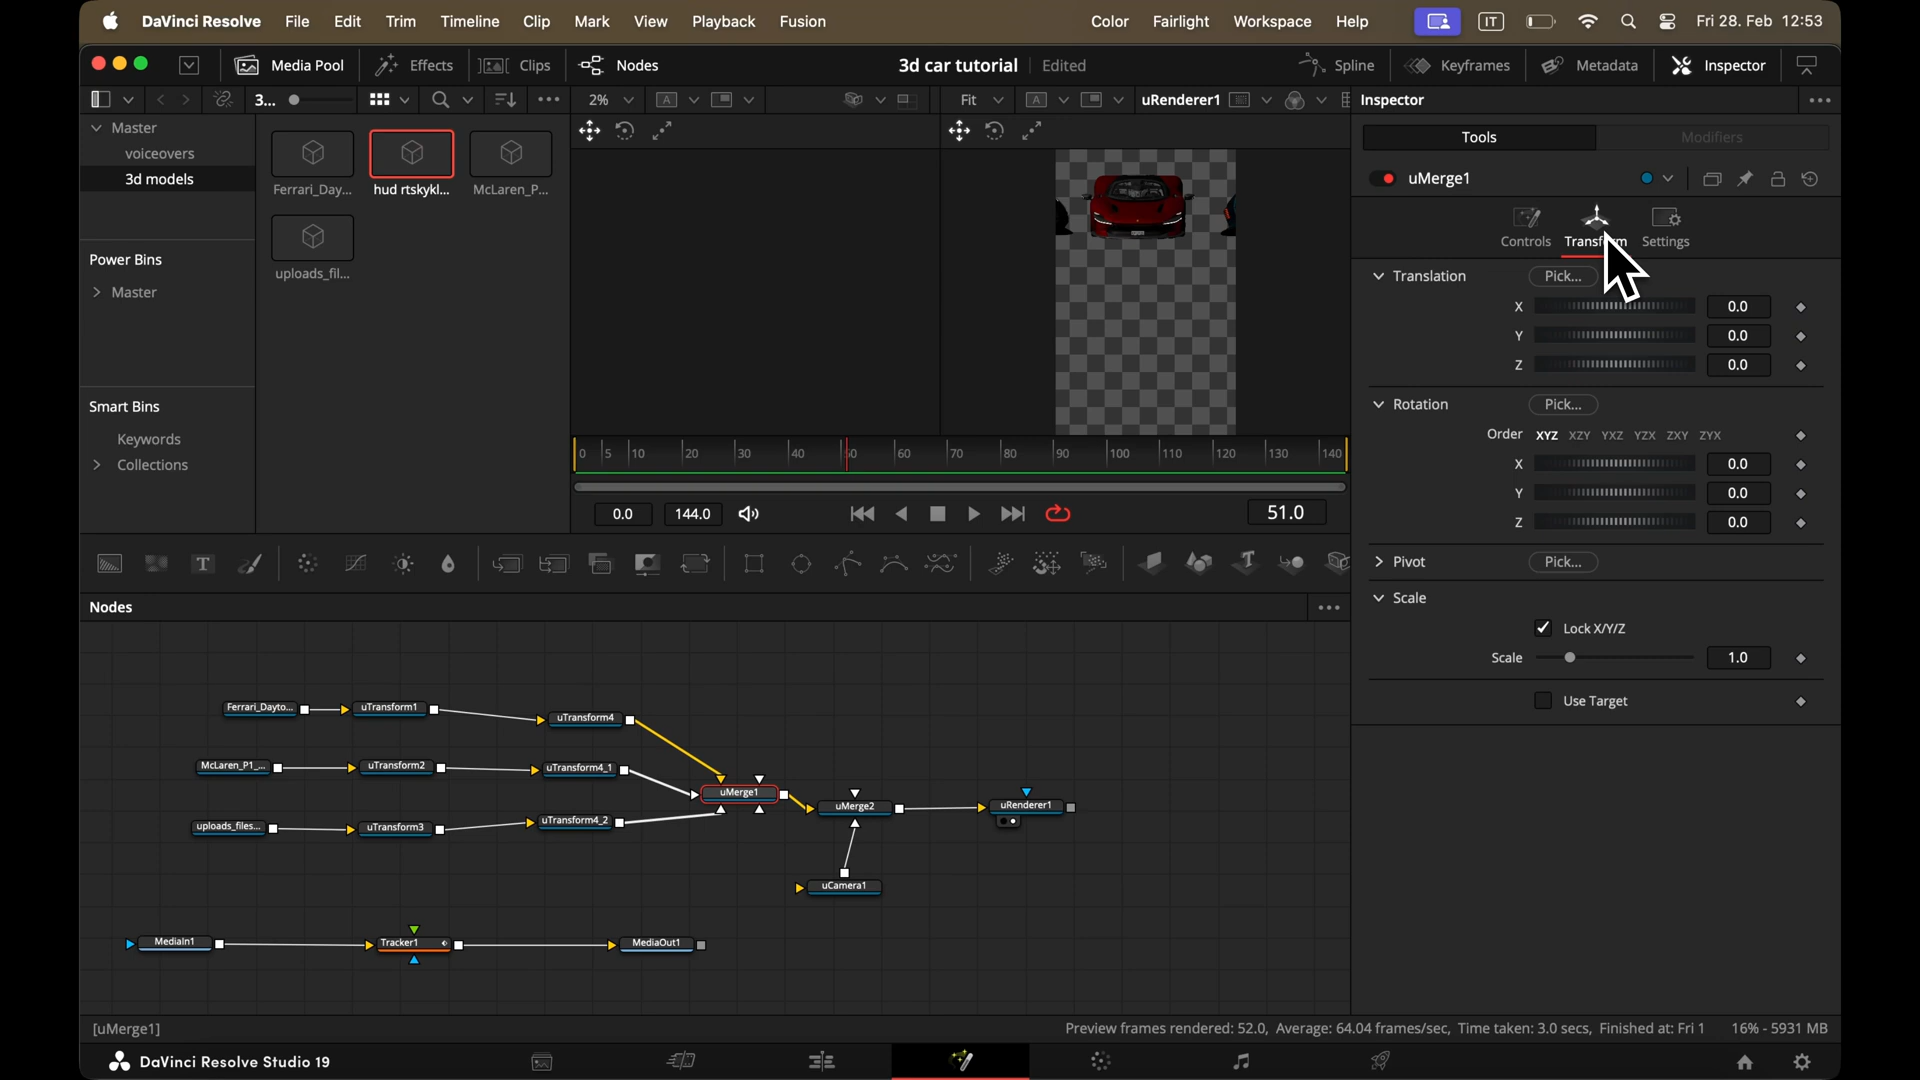 DaVinci Resolve File Edit Trim Timeline Clip Mark View Playback Fusion Color Fairlight Workspace Help IT Fri 28. Feb 12:53
Media Pool Effects Clips Nodes 3d car tutorial Edited Spline Keyframes Metadata Inspector
3... 2% A Fit A uRenderer1 Inspector
Master
voiceovers
3d models
Power Bins
Master
Smart Bins
Keywords
Collections
Ferrari_Day...
hud rtskykl...
McLaren_P...
uploads_fil...
0 5 10 20 30 40 50 60 70 80 90 100 110 120 130 140
0.0 144.0 51.0
Nodes
Ferrari_Dayto...
uTransform1
uTransform4
McLaren_P1_...
uTransform2
uTransform4_1
uMerge1
uMerge2
uRenderer1
uploads_files...
uTransform3
uTransform4_2
uCamera1
MediaIn1
Tracker1
MediaOut1
Tools Modifiers
uMerge1
Controls Transform Settings
Translation Pick...
X 0.0
Y 0.0
Z 0.0
Rotation Pick...
Order XYZ XZY YXZ YZX ZXY ZYX
X 0.0
Y 0.0
Z 0.0
Pivot Pick...
Scale
Lock X/Y/Z
Scale 1.0
Use Target
[uMerge1] Preview frames rendered: 52.0, Average: 64.04 frames/sec, Time taken: 3.0 secs, Finished at: Fri 1 16% - 5931 MB
DaVinci Resolve Studio 19